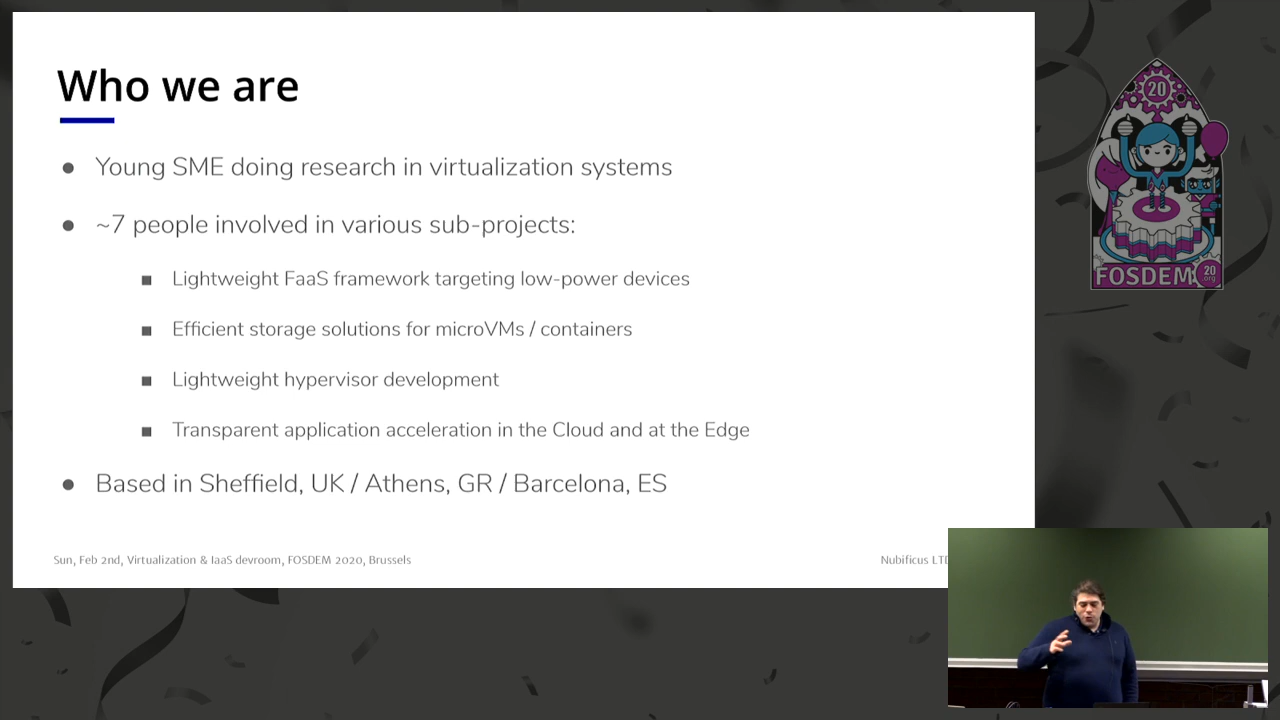 Who we are
Young SME doing research in virtualization systems
~7 people involved in various sub-projects:
Lightweight FaaS framework targeting low-power devices
Efficient storage solutions for microVMs / containers
Lightweight hypervisor development
Transparent application acceleration in the Cloud and at the Edge
Based in Sheffield, UK / Athens, GR / Barcelona, ES
Sun, Feb 2nd, Virtualization & IaaS devroom, FOSDEM 2020, Brussels
Nubificus
20
FOSDEM
20
org